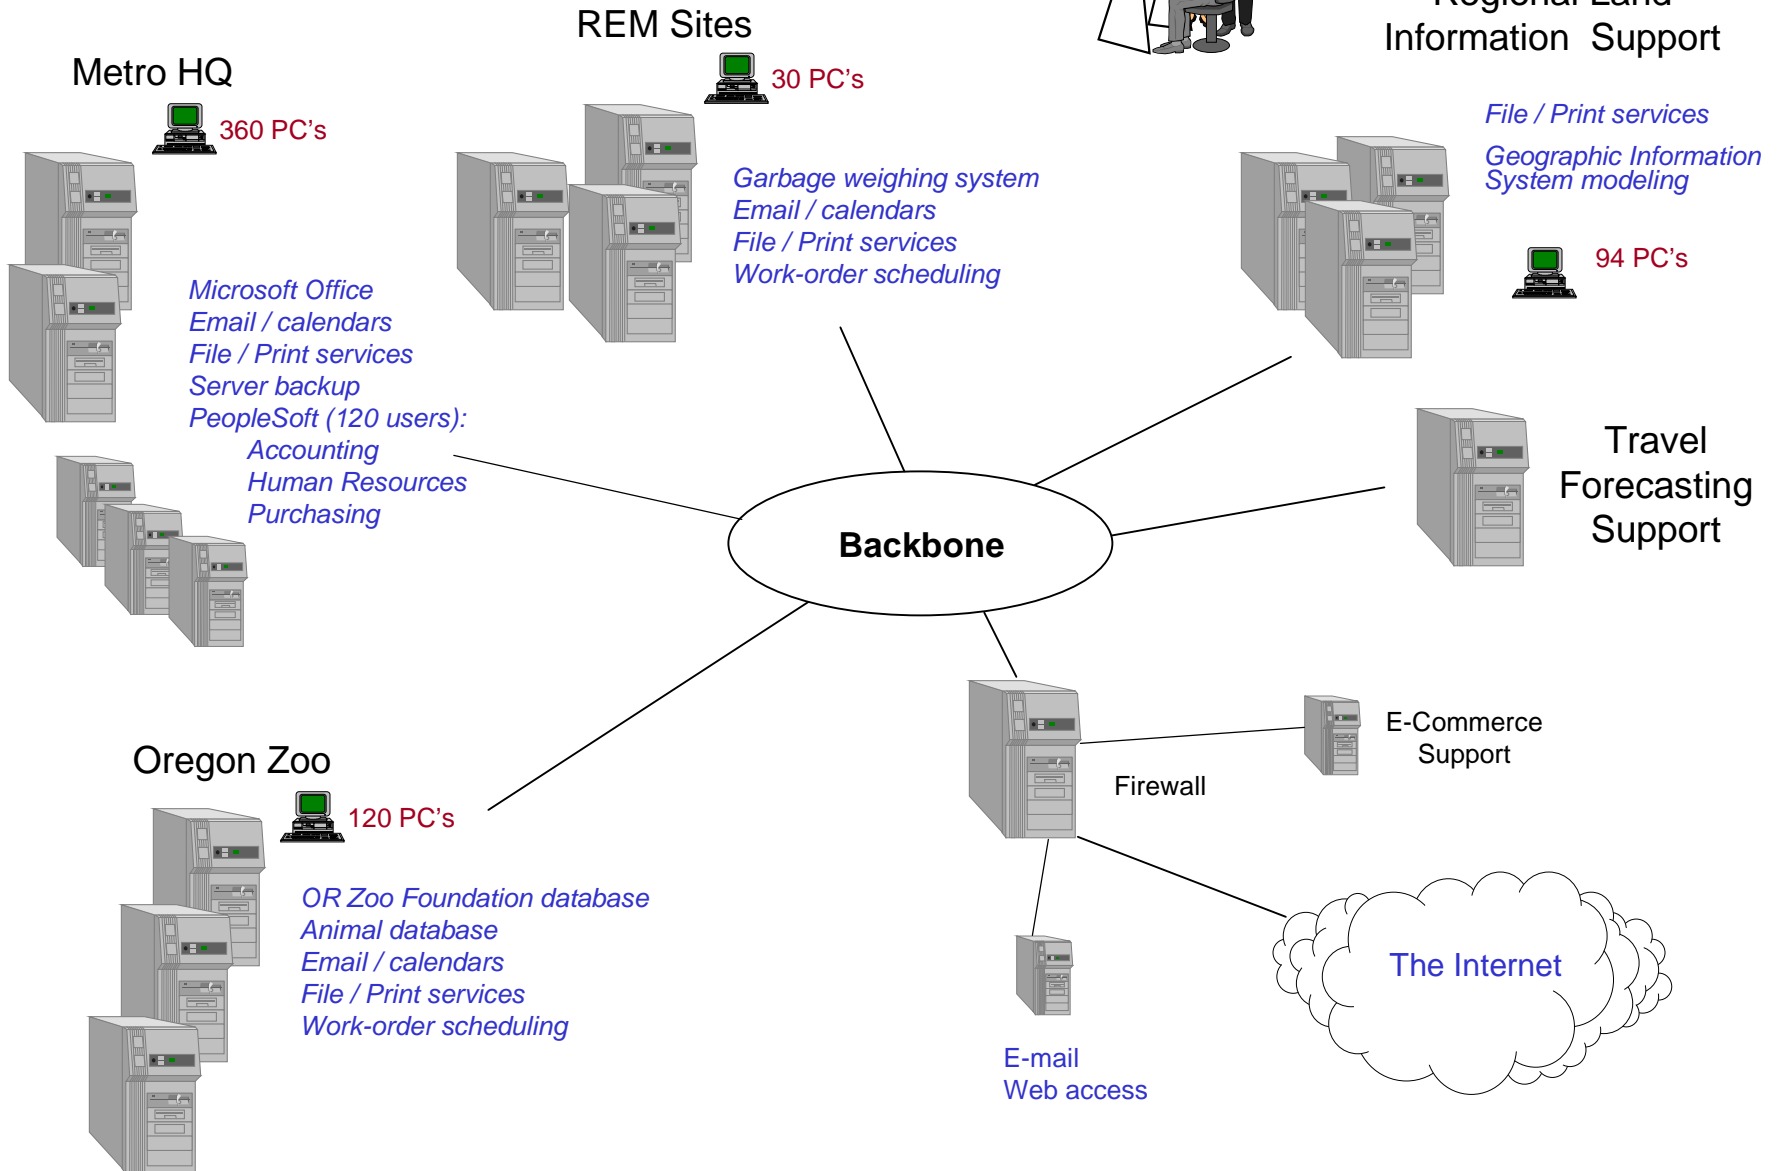 REM Sites
30 PC's
Garbage weighing system
Email / calendars
File / Print services
Work-order scheduling
Metro HQ
360 PC's
Microsoft Office
Email / calendars
File / Print services
Server backup
PeopleSoft (120 users):
Accounting
Human Resources
Purchasing
Regional Land
Information Support
File / Print services
Geographic Information
System modeling
94 PC's
Travel
Forecasting
Support
Backbone
Oregon Zoo
120 PC's
OR Zoo Foundation database
Animal database
Email / calendars
File / Print services
Work-order scheduling
Firewall
E-Commerce
Support
The Internet
E-mail
Web access